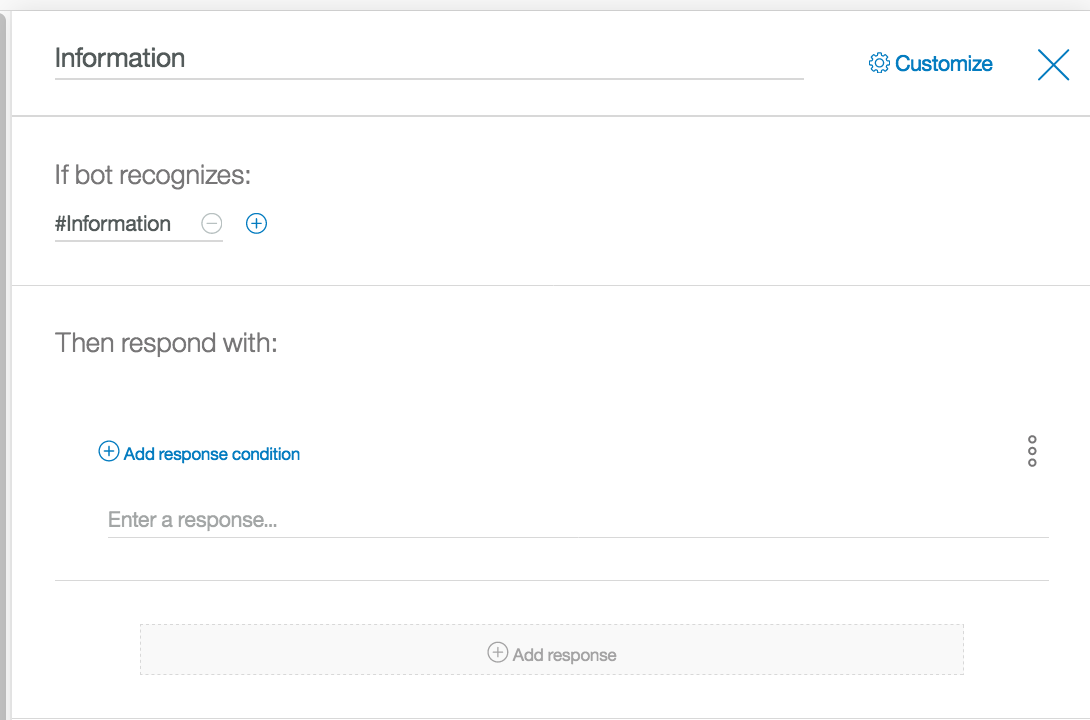 Information
Customize
If bot recognizes:
#Information
Then respond with:
Add response condition
Enter a response...
Add response